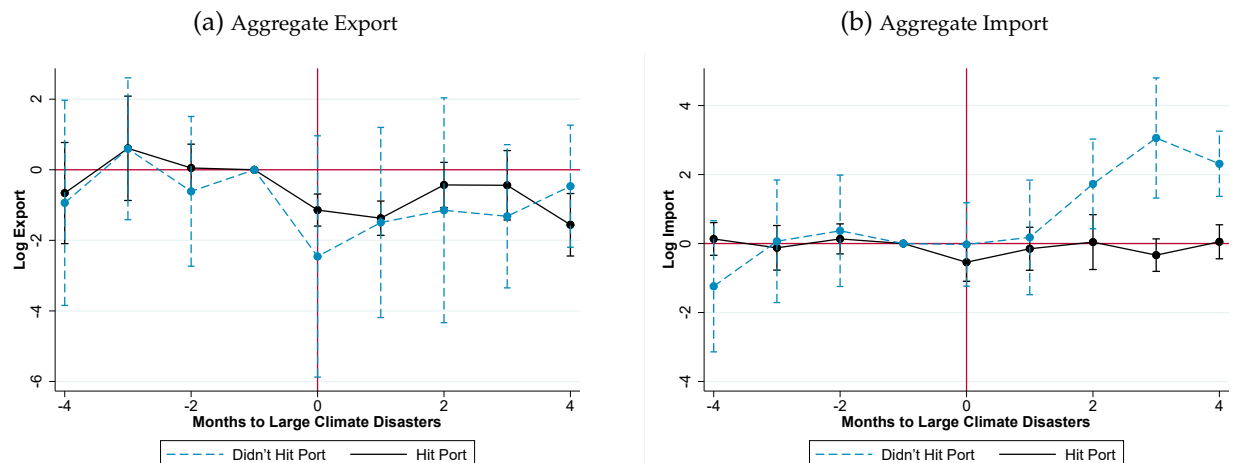 (a) Aggregate Export
2
0
-2
-4
-6
Log Export
-4
-2
0
2
4
Months to Large Climate Disasters
Didn't Hit Port
Hit Port
(b) Aggregate Import
4
2
0
-2
-4
Log Import
-4
-2
0
2
4
Months to Large Climate Disasters
Didn't Hit Port
Hit Port